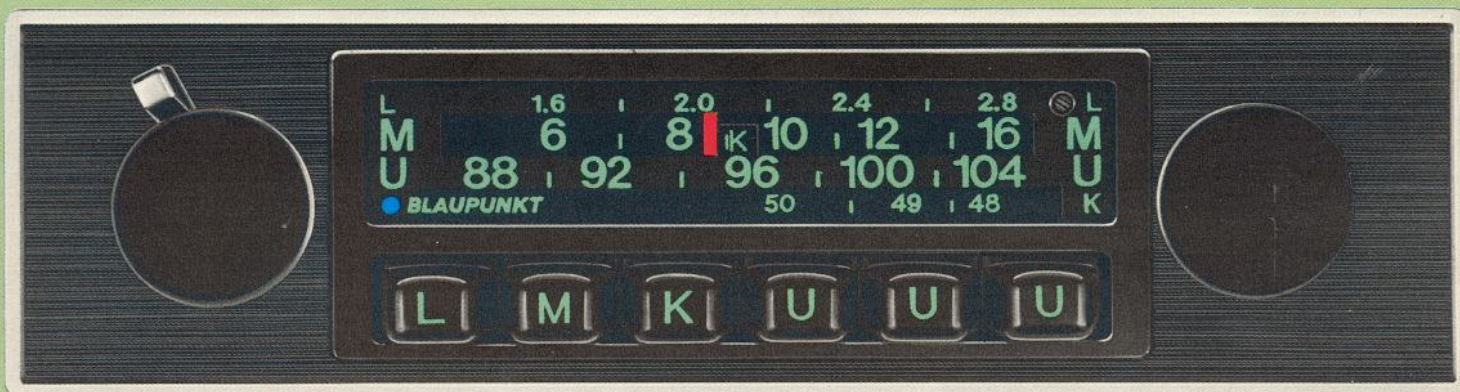 L 1.6 2.0 2.4 2.8 L
M 6 8 K 10 12 16 M
U 88 92 96 100 104 U
BLAUPUNKT 50 49 48 K
L M K U U U